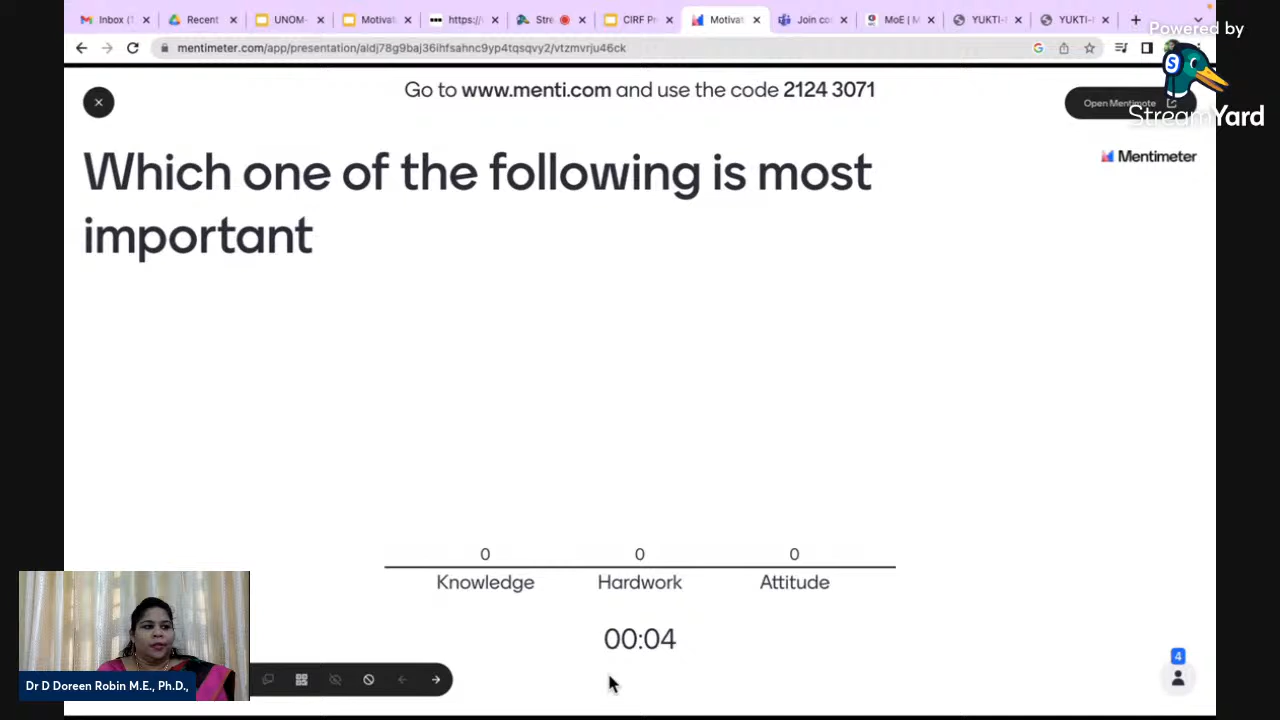 Inbox (1
Recent
UNOM-
Motivat
https://
Stre
CIRF Pr
Motivat
Join co
MoE | M
YUKTI-
YUKTI-
mentimeter.com/app/presentation/aldj78g9baj36ihfsahnc9yp4tqsqvy2/vtzmvrju46ck
G
Powered by
S
StreamYard
Go to www.menti.com and use the code 2124 3071
Open Mentimote
Mentimeter
Which one of the following is most
important
0 0 0
Knowledge Hardwork Attitude
00:04
4
Dr D Doreen Robin M.E., Ph.D.,